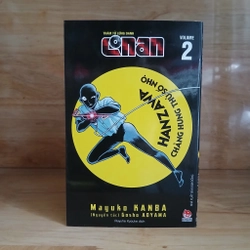 THÁM TỬ LỪNG DANH
Conan
VOLUME
2
HANZAWA
CHÀNG HUNG THỦ SỐ NHỌ
Mayuko KANBA
(Nguyên tác) Gosho AOYAMA